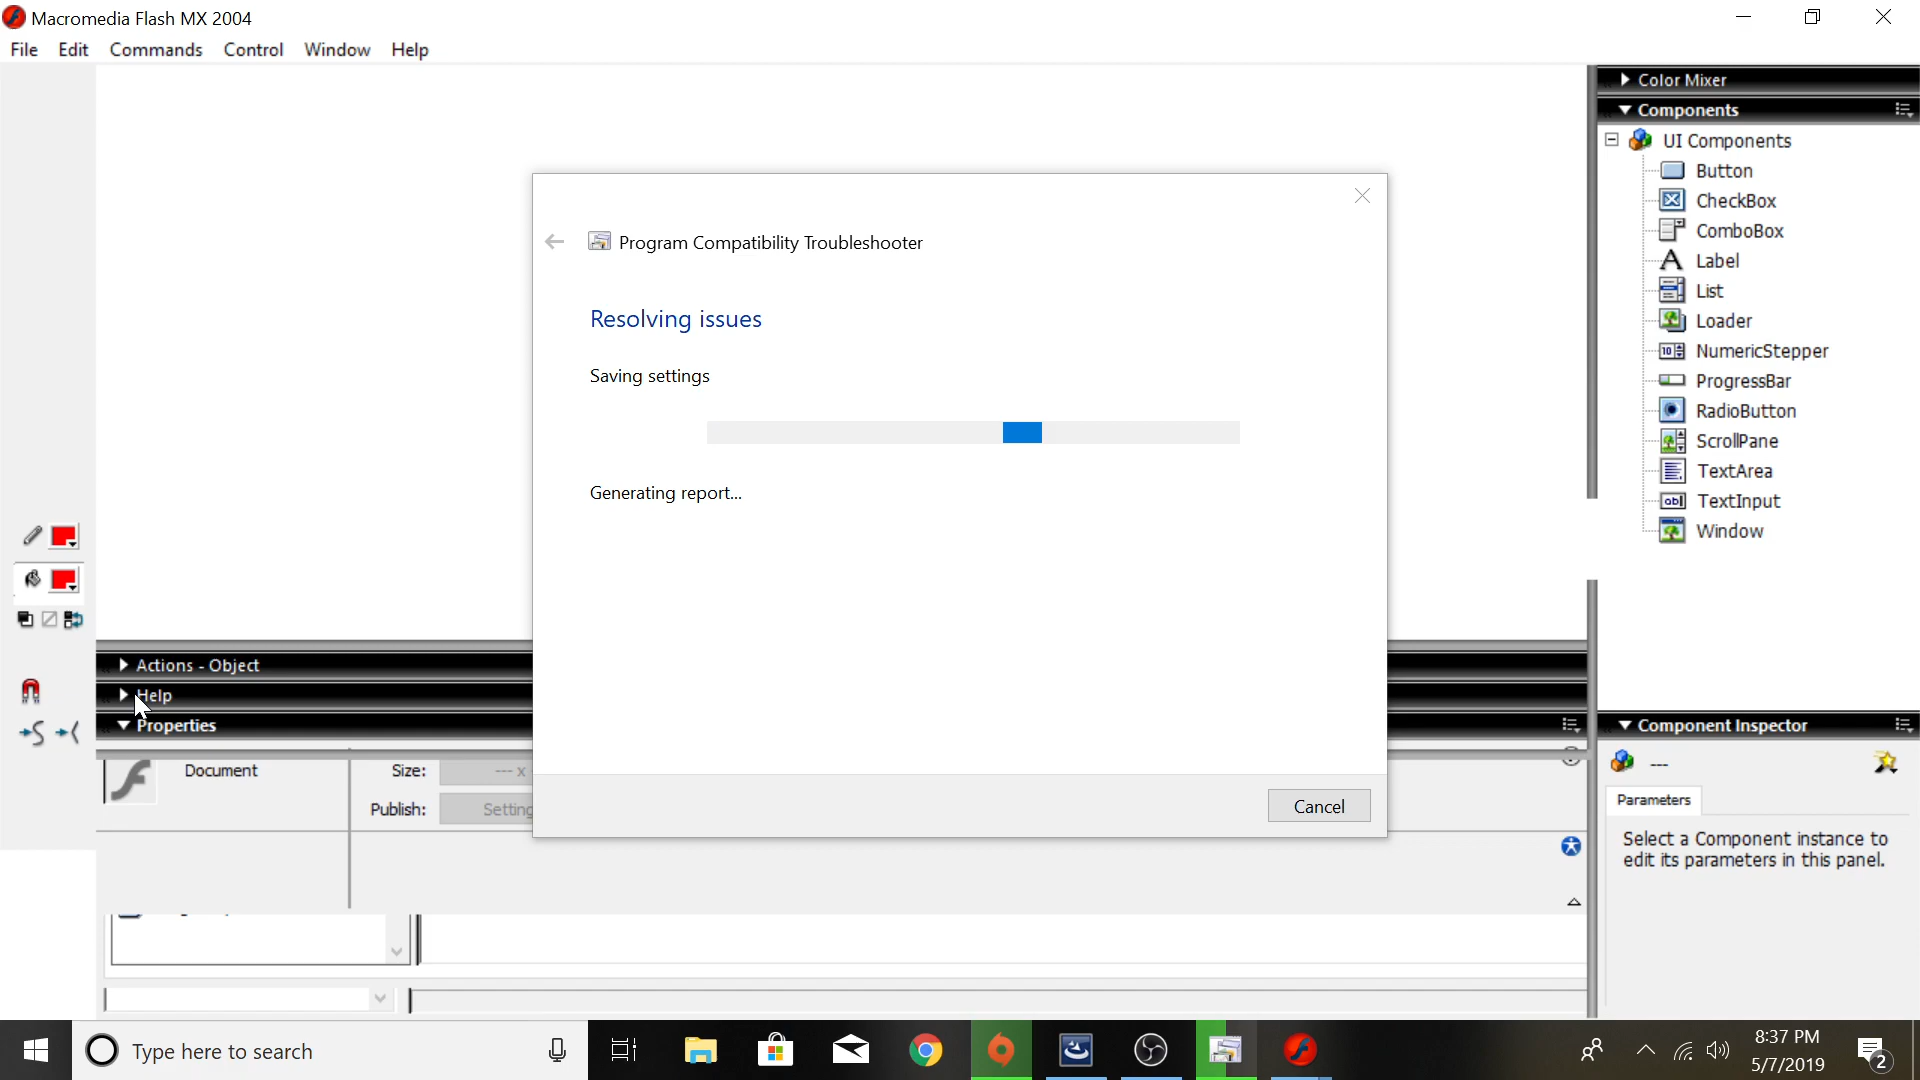 Macromedia Flash MX 2004
File Edit Commands Control Window Help
Color Mixer
Components
UI Components
Button
CheckBox
ComboBox
Label
List
Loader
NumericStepper
ProgressBar
RadioButton
ScrollPane
TextArea
TextInput
Window
Program Compatibility Troubleshooter
Resolving issues
Saving settings
Generating report...
Cancel
Actions - Object
Help
Properties
Document
Size: --- x
Publish: Setting
Component Inspector
---
Parameters
Select a Component instance to
edit its parameters in this panel.
Type here to search
8:37 PM
5/7/2019
2